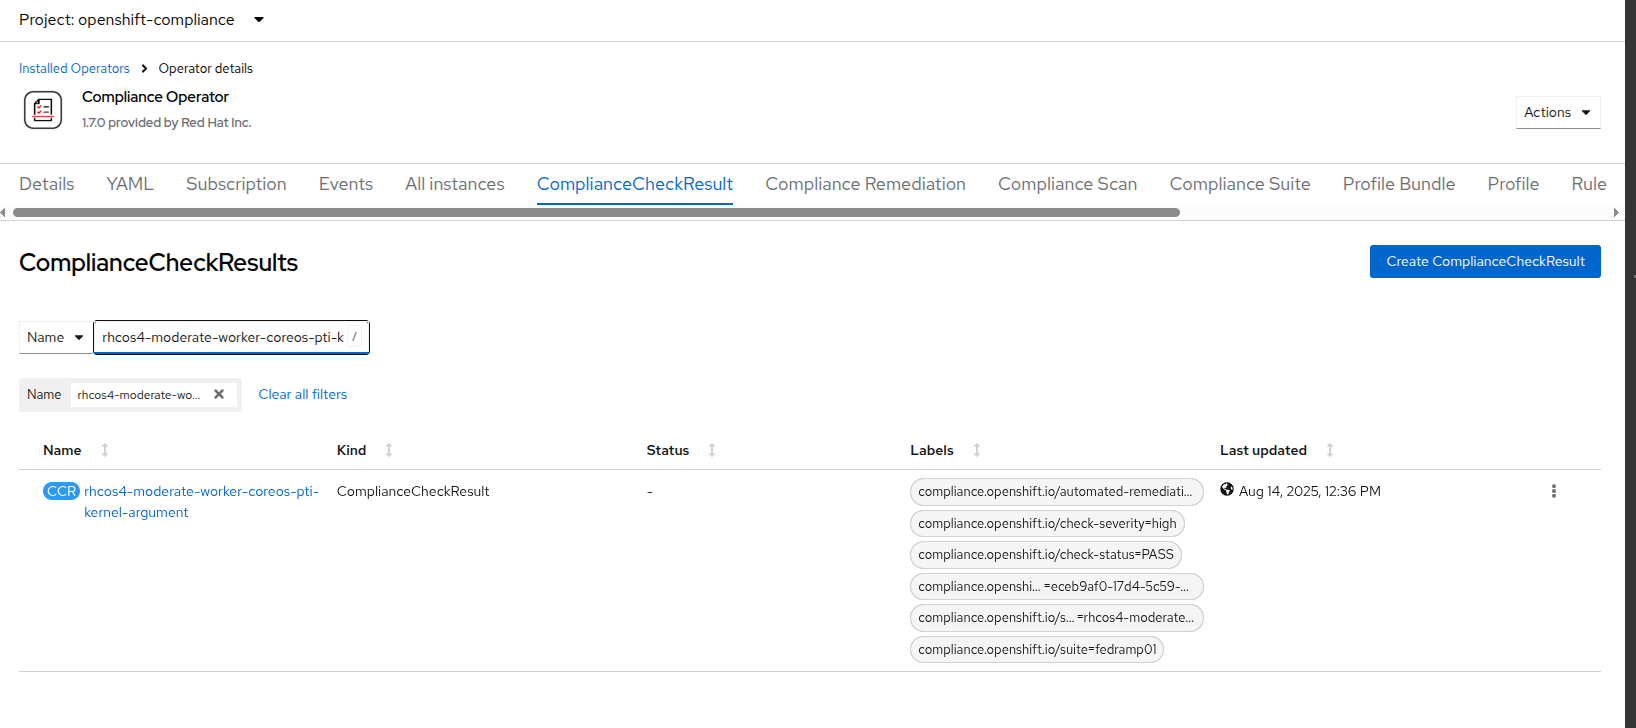 Project: openshift-compliance
Installed Operators
Operator details
Compliance Operator
1.7.0 provided by Red Hat Inc.
Actions
Details YAML Subscription Events All instances ComplianceCheckResult Compliance Remediation Compliance Scan Compliance Suite Profile Bundle Profile Rule
ComplianceCheckResults
Create ComplianceCheckResult
Name rhcos4-moderate-worker-coreos-pti-k /
Name rhcos4-moderate-wo... Clear all filters
Name Kind Status Labels Last updated
CCR rhcos4-moderate-worker-coreos-pti-
kernel-argument
ComplianceCheckResult
-
compliance.openshift.io/automated-remediati...
compliance.openshift.io/check-severity=high
compliance.openshift.io/check-status=PASS
compliance.openshi... =eceb9af0-17d4-5c59-...
compliance.openshift.io/s... =rhcos4-moderate...
compliance.openshift.io/suite=fedramp01
Aug 14, 2025, 12:36 PM